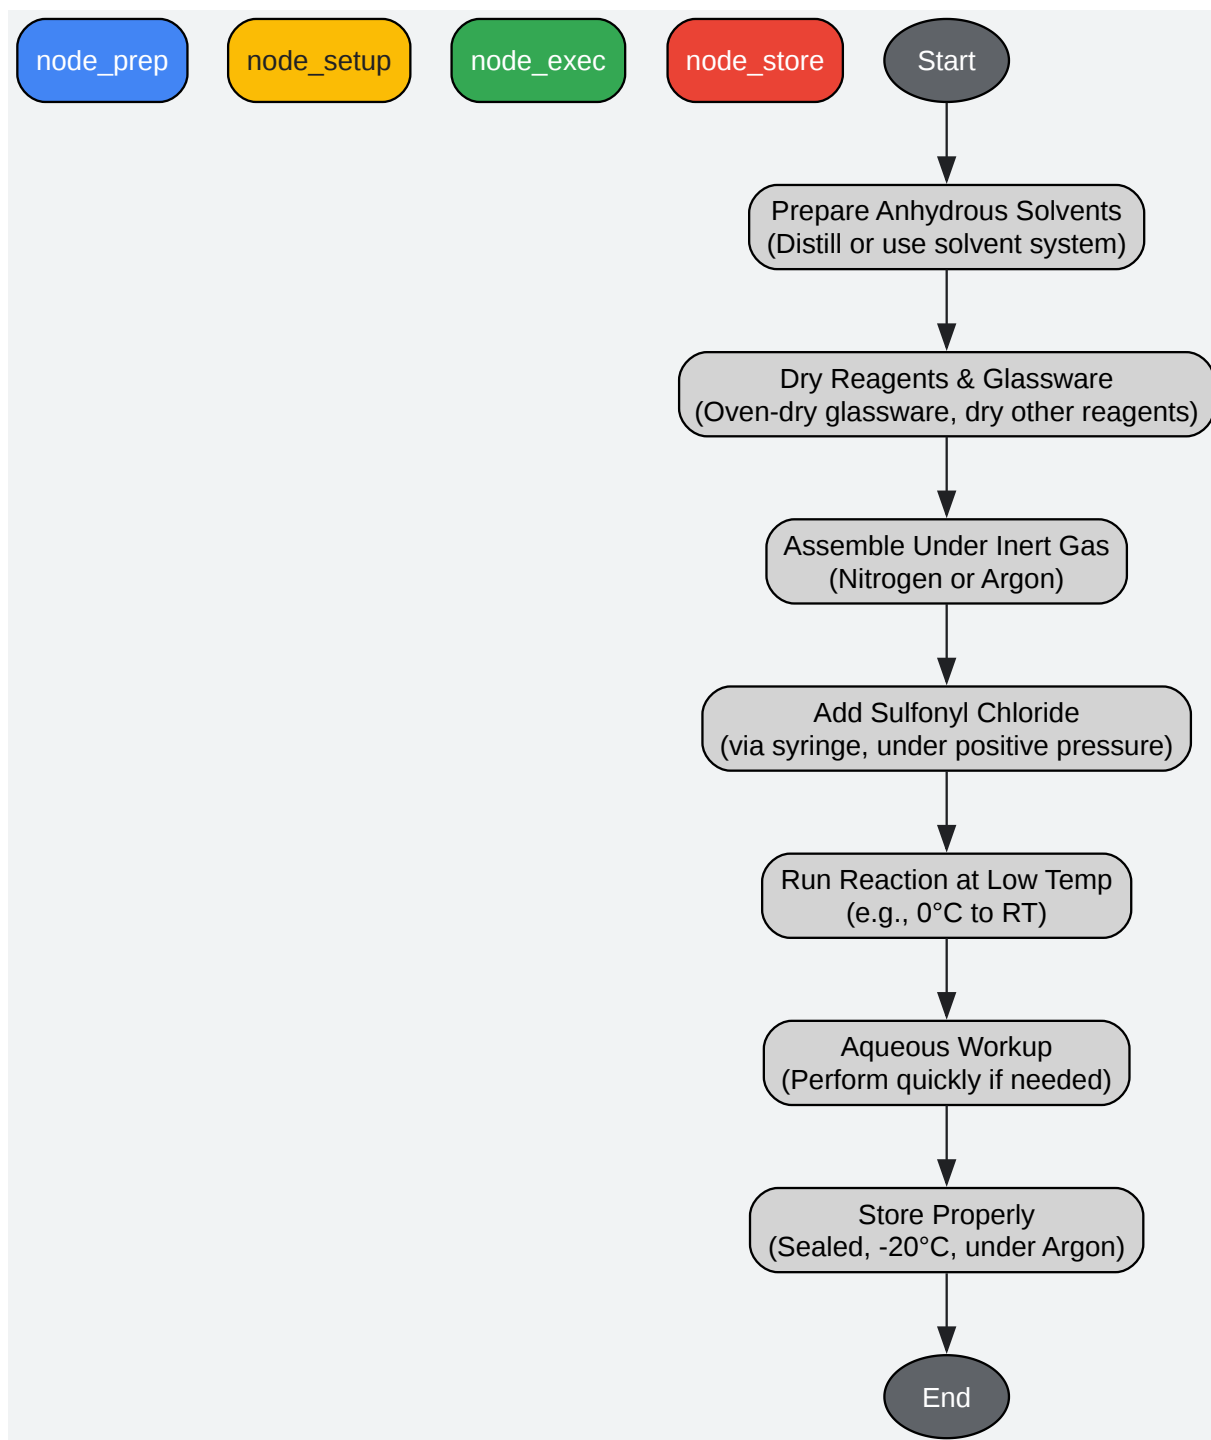 node_prep
node_setup
node_exec
node_store
Start
Prepare Anhydrous Solvents
(Distill or use solvent system)
Dry Reagents & Glassware
(Oven-dry glassware, dry other reagents)
Assemble Under Inert Gas
(Nitrogen or Argon)
Add Sulfonyl Chloride
(via syringe, under positive pressure)
Run Reaction at Low Temp
(e.g., 0°C to RT)
Aqueous Workup
(Perform quickly if needed)
Store Properly
(Sealed, -20°C, under Argon)
End